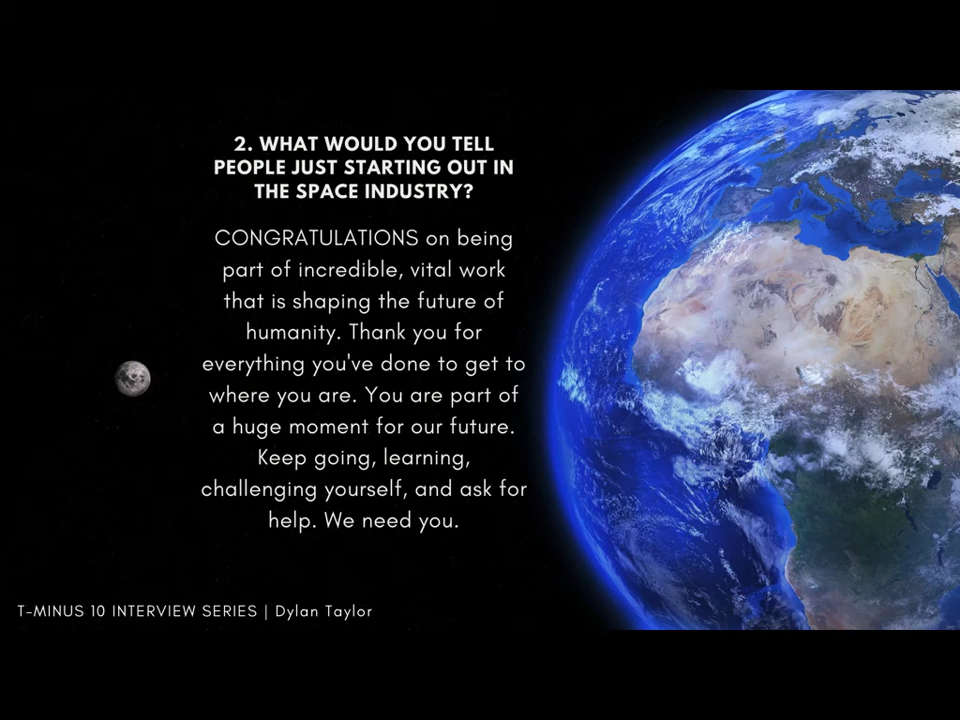 2. WHAT WOULD YOU TELL
PEOPLE JUST STARTING OUT IN
THE SPACE INDUSTRY?
CONGRATULATIONS on being
part of incredible, vital work
that is shaping the future of
humanity. Thank you for
everything you've done to get to
where you are. You are part of
a huge moment for our future.
Keep going, learning,
challenging yourself, and ask for
help. We need you.
T-MINUS 10 INTERVIEW SERIES | Dylan Taylor